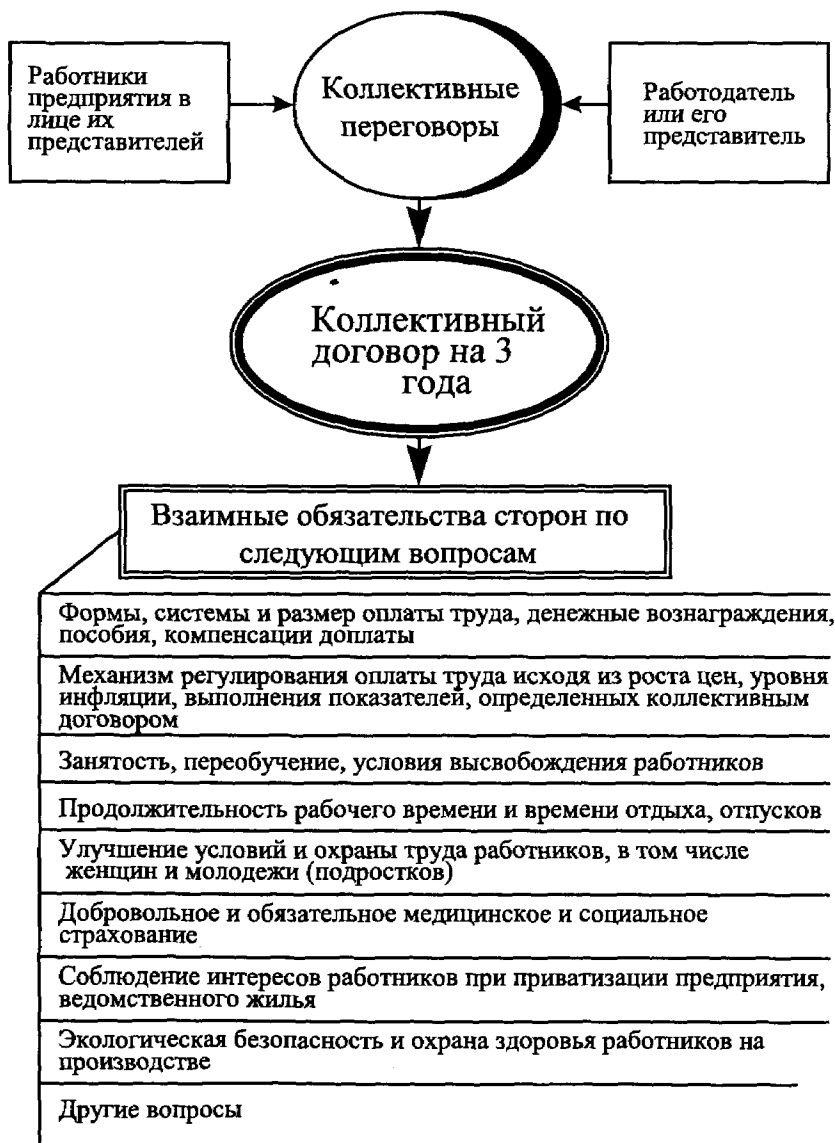 Работники
предприятия в
лице их
представителей
Коллективные
переговоры
Работодатель
или его
представитель
Коллективный
договор на 3
года
Взаимные обязательства сторон по
следующим вопросам
Формы, системы и размер оплаты труда, денежные вознаграждения,
пособия, компенсации доплаты
Механизм регулирования оплаты труда исходя из роста цен, уровня
инфляции, выполнения показателей, определенных коллективным
договором
Занятость, переобучение, условия высвобождения работников
Продолжительность рабочего времени и времени отдыха, отпусков
Улучшение условий и охраны труда работников, в том числе
женщин и молодежи (подростков)
Добровольное и обязательное медицинское и социальное
страхование
Соблюдение интересов работников при приватизации предприятия,
ведомственного жилья
Экологическая безопасность и охрана здоровья работников на
производстве
Другие вопросы